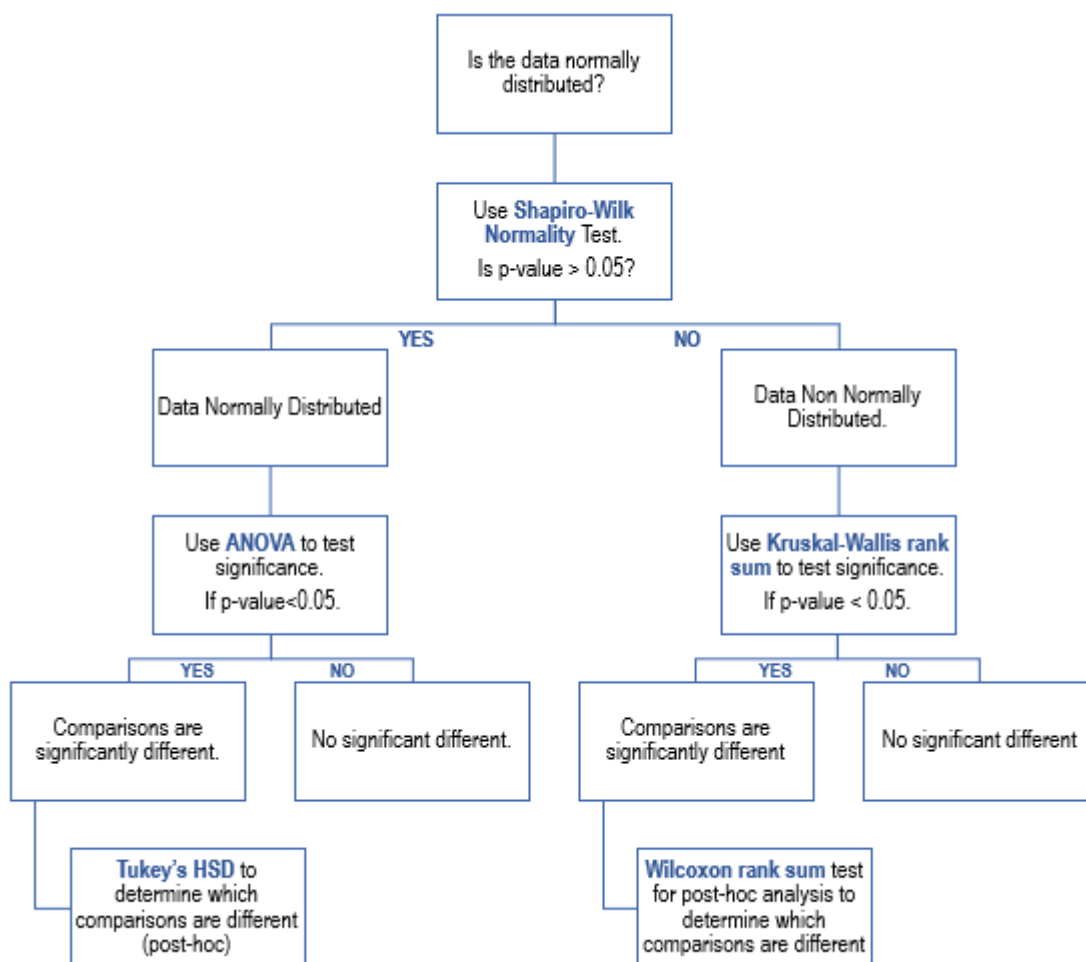 Is the data normally
distributed?
Use Shapiro-Wilk
Normality Test.
Is p-value > 0.05?
YES
NO
Data Normally Distributed
Data Non Normally
Distributed.
Use ANOVA to test
significance.
If p-value<0.05.
Use Kruskal-Wallis rank
sum to test significance.
If p-value < 0.05.
YES
NO
YES
NO
Comparisons are
significantly different.
No significant different.
Comparisons are
significantly different
No significant different
Tukey's HSD to
determine which
comparisons are different
(post-hoc)
Wilcoxon rank sum test
for post-hoc analysis to
determine which
comparisons are different